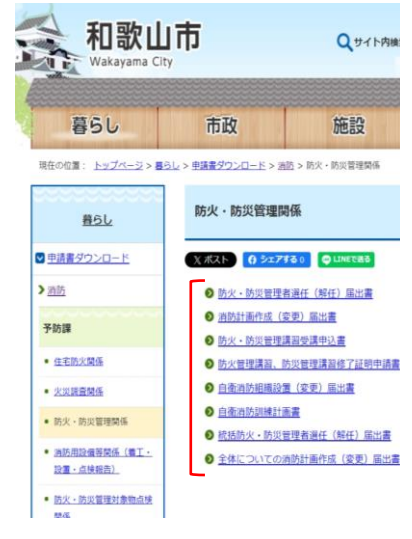 和歌山市
Wakayama City
サイト内検
暮らし
市政
施設
現在の位置： トップページ > 暮らし > 申請書ダウンロード > 消防 > 防火・防災管理関係
暮らし
申請書ダウンロード
消防
予防課
住宅防火関係
火災調査関係
防火・防災管理関係
消防用設備等関係（着工・
設置・点検報告）
防火・防災管理対象物点検
関係
防火・防災管理関係
X ポスト
シェアする 0
LINEで送る
防火・防災管理者選任（解任）届出書
消防計画作成（変更）届出書
防火・防災管理講習受講申込書
防火管理講習、防災管理講習修了証明申請書
自衛消防組織設置（変更）届出書
自衛消防訓練計画書
統括防火・防災管理者選任（解任）届出書
全体についての消防計画作成（変更）届出書